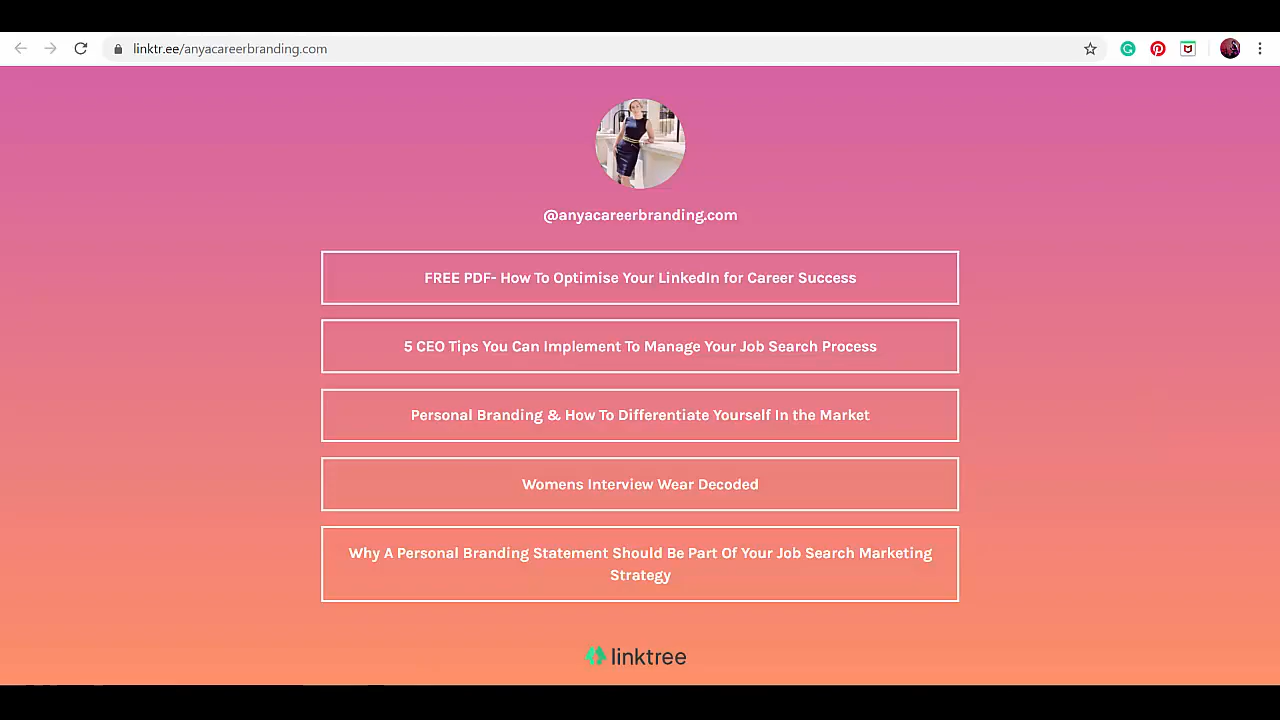 linktr.ee/anyacareerbranding.com
@anyacareerbranding.com
FREE PDF- How To Optimise Your LinkedIn for Career Success
5 CEO Tips You Can Implement To Manage Your Job Search Process
Personal Branding & How To Differentiate Yourself In the Market
Womens Interview Wear Decoded
Why A Personal Branding Statement Should Be Part Of Your Job Search Marketing
Strategy
linktree